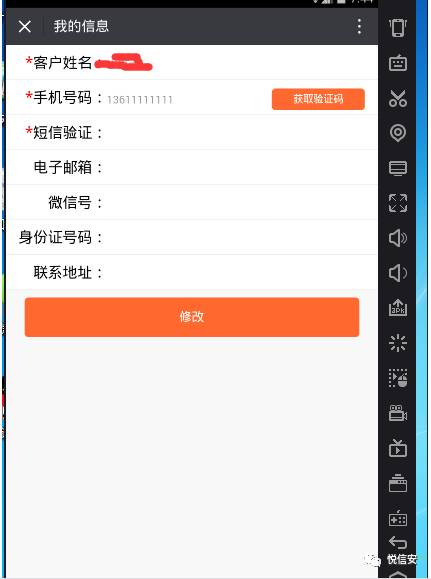 我的信息
*客户姓名
*手机号码：13611111111
获取验证码
*短信验证：
电子邮箱：
微信号：
身份证号码：
联系地址：
修改
悦信安